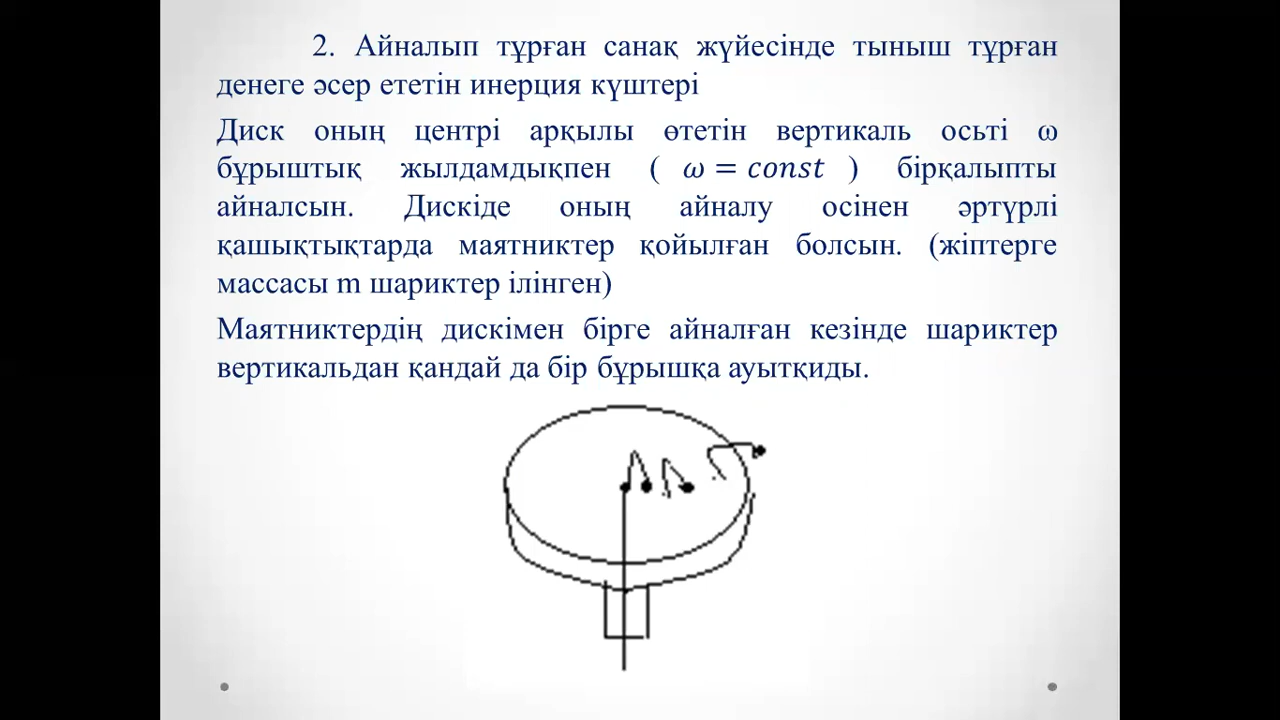 2. Айналып тұрған санақ жүйесінде тыныш тұрған
денеге әсер ететін инерция күштері
Диск оның центрі арқылы өтетін вертикаль осьті ω
бұрыштық жылдамдықпен ( ω = const ) бірқалыпты
айналсын. Дискіде оның айналу осінен әртүрлі
қашықтықтарда маятниктер қойылған болсын. (жіптерге
массасы m шариктер ілінген)
Маятниктердің дискімен бірге айналған кезінде шариктер
вертикальдан қандай да бір бұрышқа ауытқиды.